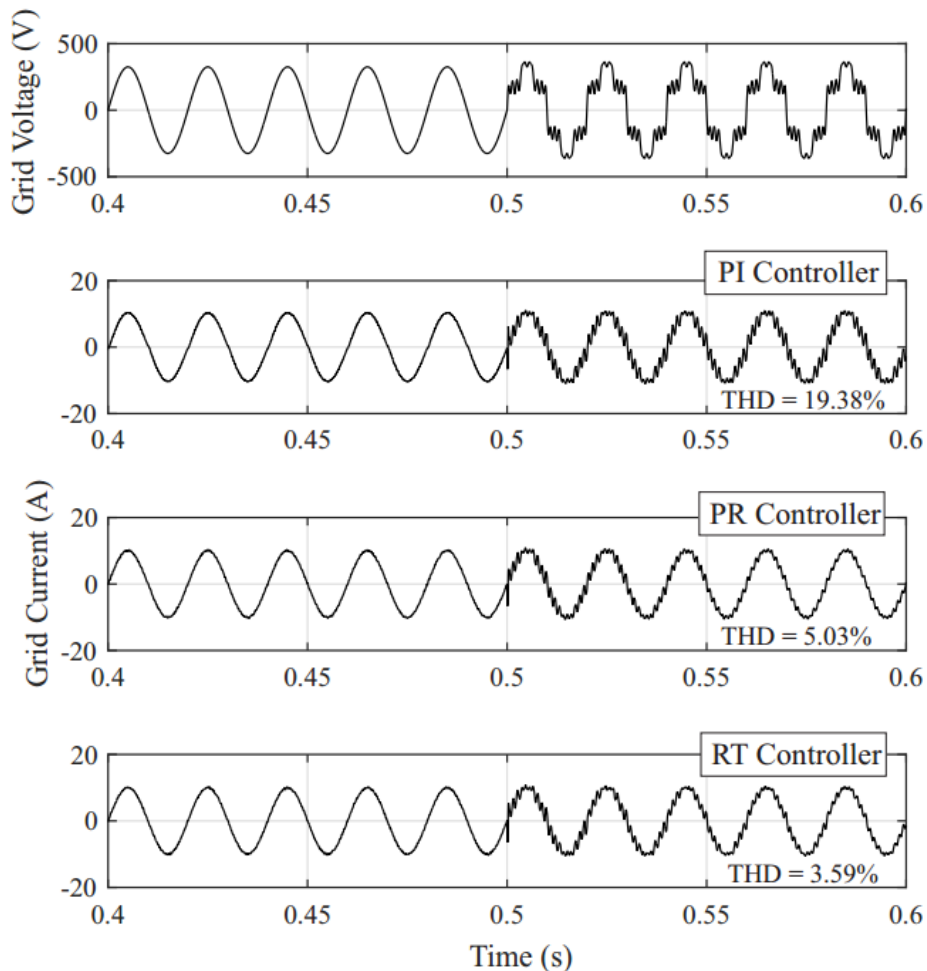 Grid Voltage (V)
500
0
-500
0.4 0.45 0.5 0.55 0.6
PI Controller
20
0
-20
THD = 19.38%
0.4 0.45 0.5 0.55 0.6
Grid Current (A)
PR Controller
20
0
-20
THD = 5.03%
0.4 0.45 0.5 0.55 0.6
RT Controller
20
0
-20
THD = 3.59%
0.4 0.45 0.5 0.55 0.6
Time (s)